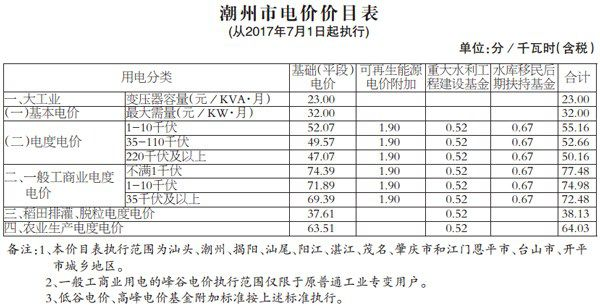 潮州市电价价目表
(从2017年7月1日起执行)
单位:分/千瓦时(含税)
用电分类 基础(平段)电价 可再生能源电价附加 重大水利工程建设基金 水库移民后期扶持基金 合计
一、大工业 变压器容量(元/KVA·月) 23.00 23.00
(一)基本电价 最大需量(元/KW·月) 32.00 32.00
(二)电度电价 1-10千伏 52.07 1.90 0.52 0.67 55.16
35-110千伏 49.57 1.90 0.52 0.67 52.66
220千伏及以上 47.07 1.90 0.52 0.67 50.16
二、一般工商业电度电价 不满1千伏 74.39 1.90 0.52 0.67 77.48
1-10千伏 71.89 1.90 0.52 0.67 74.98
35千伏及以上 69.39 1.90 0.52 0.67 72.48
三、稻田排灌、脱粒电度电价 37.61 0.52 38.13
四、农业生产电度电价 63.51 0.52 64.03
备注:1、本价目表执行范围为汕头、潮州、揭阳、汕尾、阳江、湛江、茂名、肇庆市和江门恩平市、台山市、开平
市城乡地区。
2、一般工商业用电的峰谷电价执行范围仅限于原普通工业专变用户。
3、低谷电价、高峰电价基金附加标准按上述标准执行。